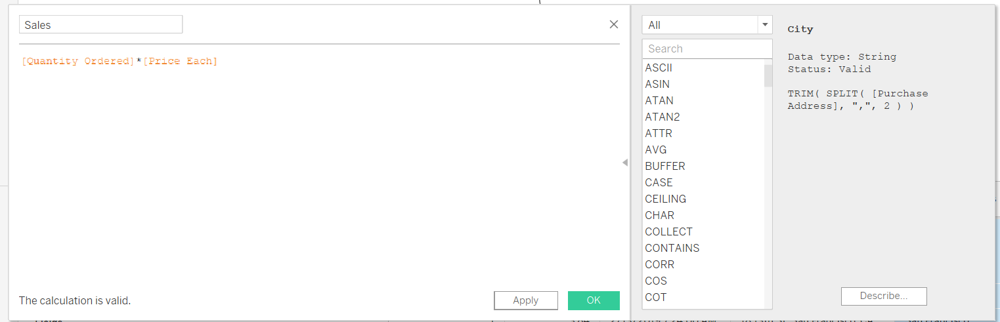 Sales
[Quantity Ordered]*[Price Each]
The calculation is valid.
Apply
OK
All
Search
ASCII
ASIN
ATAN
ATAN2
ATTR
AVG
BUFFER
CASE
CEILING
CHAR
COLLECT
CONTAINS
CORR
COS
COT
City
Data type: String
Status: Valid
TRIM( SPLIT( [Purchase
Address], ",", 2 ) )
Describe...